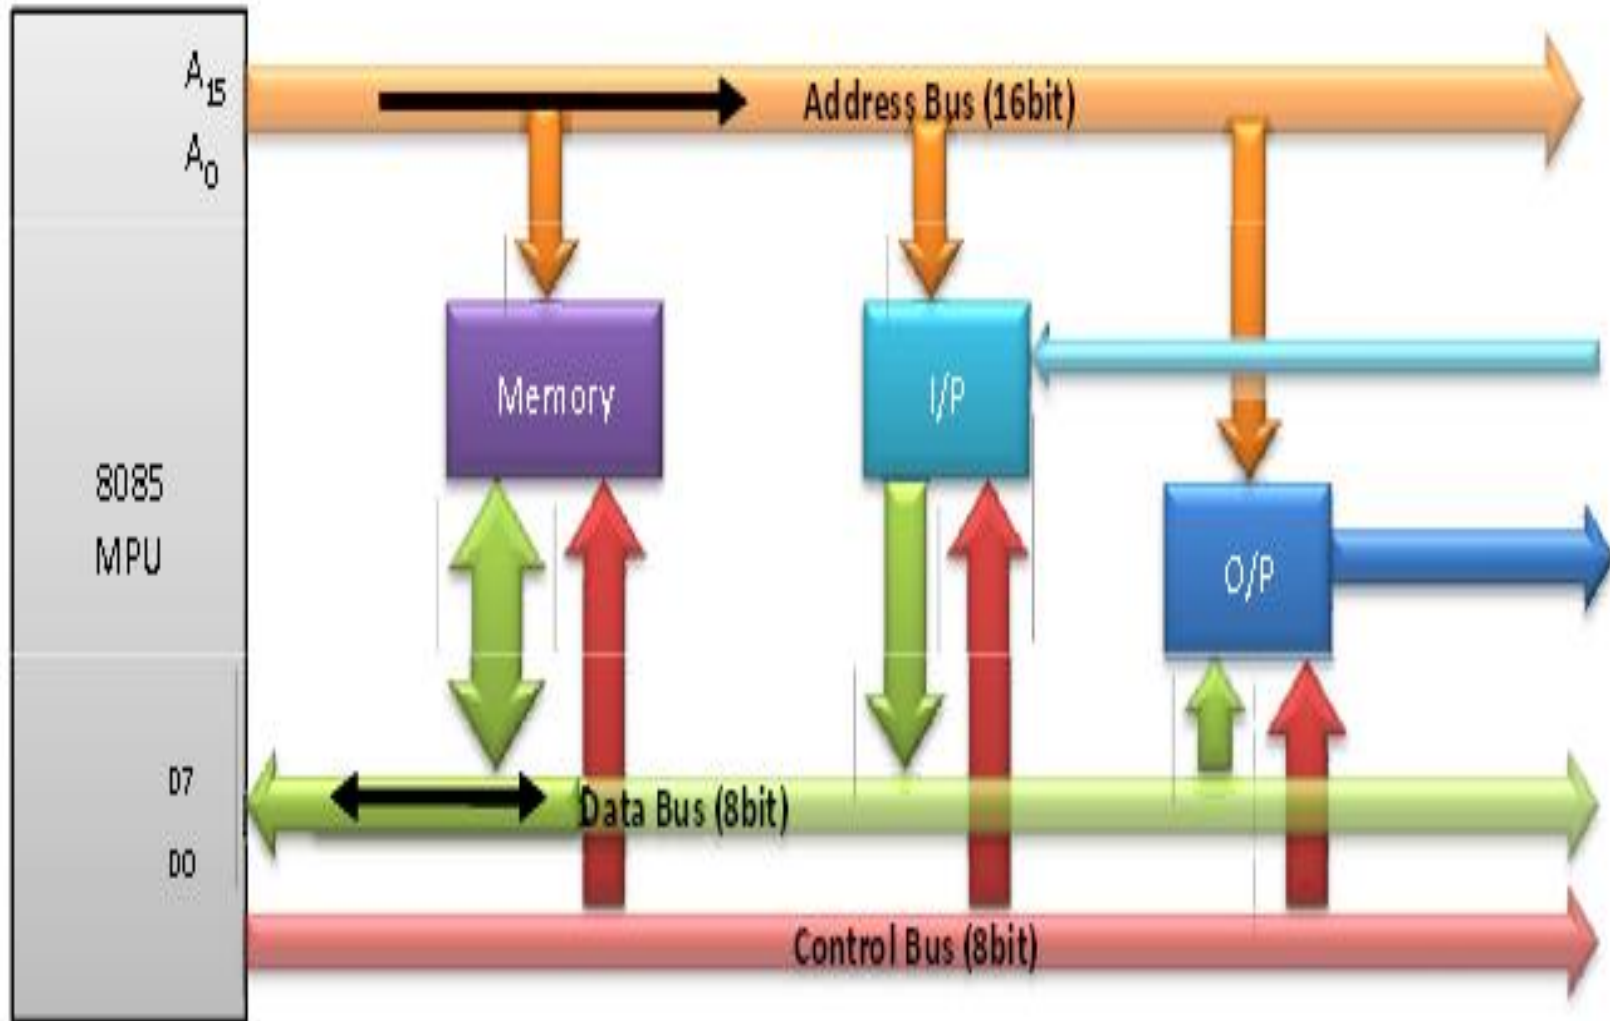 A15
A0
Address Bus (16bit)
Memory
I/P
8085
MPU
O/P
D7
Data Bus (8bit)
D0
Control Bus (8bit)